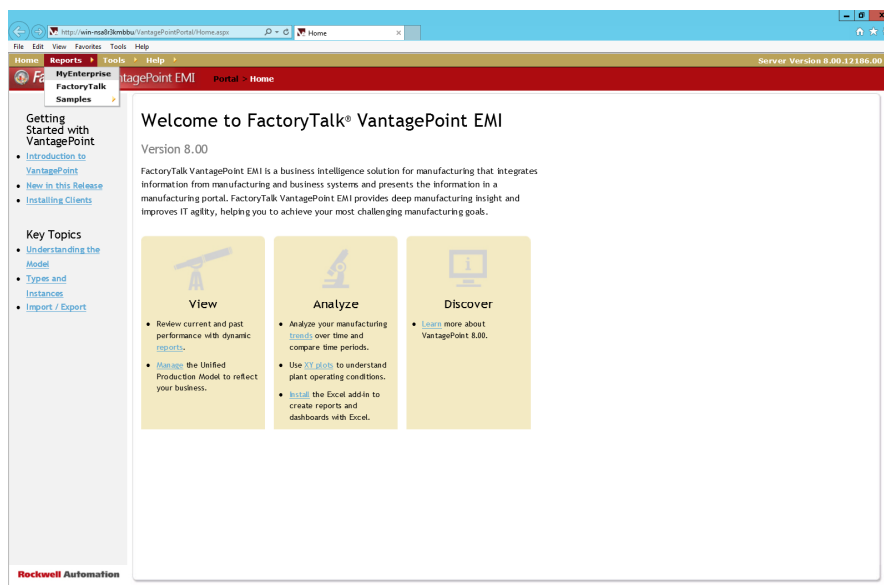 http://win-nsa8r3kmbbu/VantagePointPortal/Home.aspx
Home
File Edit View Favorites Tools Help
Home Reports Tools Help Server Version 8.00.12186.00
MyEnterprise
FactoryTalk
Samples
Fa
ntagePoint EMI Portal > Home
Getting
Started with
VantagePoint
Introduction to
VantagePoint
New in this Release
Installing Clients
Key Topics
Understanding the
Model
Types and
Instances
Import / Export
Welcome to FactoryTalk® VantagePoint EMI
Version 8.00
FactoryTalk VantagePoint EMI is a business intelligence solution for manufacturing that integrates
information from manufacturing and business systems and presents the information in a
manufacturing portal. FactoryTalk VantagePoint EMI provides deep manufacturing insight and
improves IT agility, helping you to achieve your most challenging manufacturing goals.
View
Review current and past
performance with dynamic
reports.
Manage the Unified
Production Model to reflect
your business.
Analyze
Analyze your manufacturing
trends over time and
compare time periods.
Use XY plots to understand
plant operating conditions.
Install the Excel add-in to
create reports and
dashboards with Excel.
Discover
Learn more about
VantagePoint 8.00.
Rockwell Automation